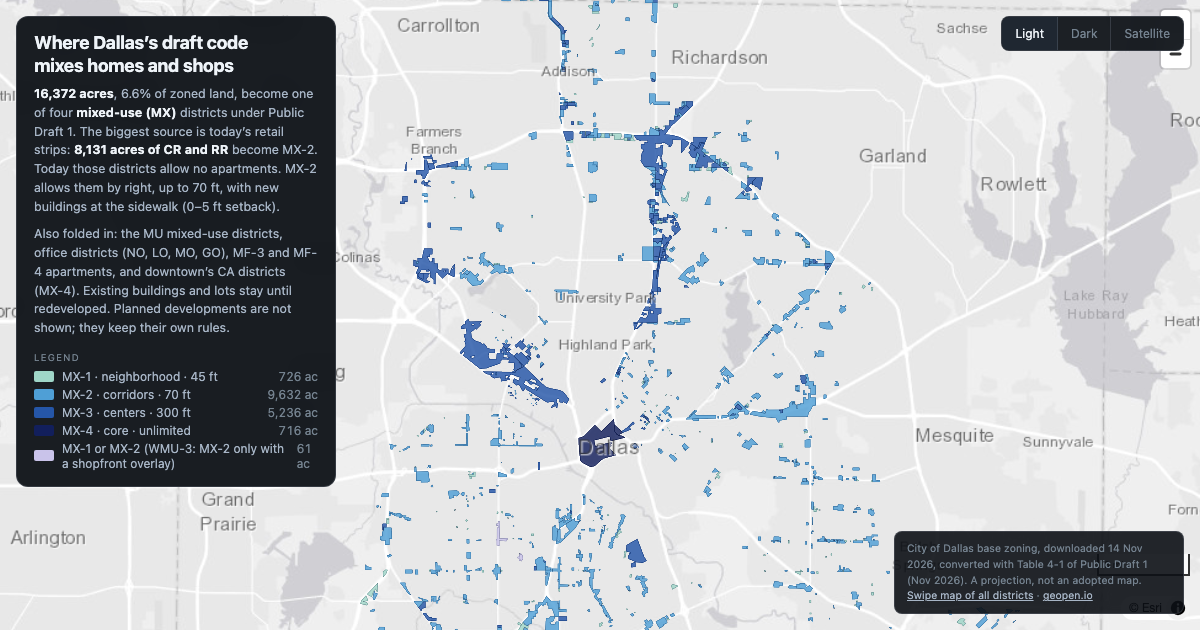 Where Dallas's draft code
mixes homes and shops
16,372 acres, 6.6% of zoned land, become one
of four mixed-use (MX) districts under Public
Draft 1. The biggest source is today's retail
strips: 8,131 acres of CR and RR become MX-2.
Today those districts allow no apartments. MX-2
allows them by right, up to 70 ft, with new
buildings at the sidewalk (0–5 ft setback).
Also folded in: the MU mixed-use districts,
office districts (NO, LO, MO, GO), MF-3 and MF-
4 apartments, and downtown's CA districts
(MX-4). Existing buildings and lots stay until
redeveloped. Planned developments are not
shown; they keep their own rules.
LEGEND
MX-1 · neighborhood · 45 ft 726 ac
MX-2 · corridors · 70 ft 9,632 ac
MX-3 · centers · 300 ft 5,236 ac
MX-4 · core · unlimited 716 ac
MX-1 or MX-2 (WMU-3: MX-2 only with 61
a shopfront overlay) ac
Light Dark Satellite
Carrollton
Sachse
Richardson
Addison
Farmers
Branch
Garland
Rowlett
Colinas
University Park
Lake Ray
Hubbard
Highland Park
Dallas
Mesquite
Sunnyvale
Grand
Prairie
Arlington
City of Dallas base zoning, downloaded 14 Nov
2026, converted with Table 4-1 of Public Draft 1
(Nov 2026). A projection, not an adopted map.
Swipe map of all districts · geopen.io
© Esri